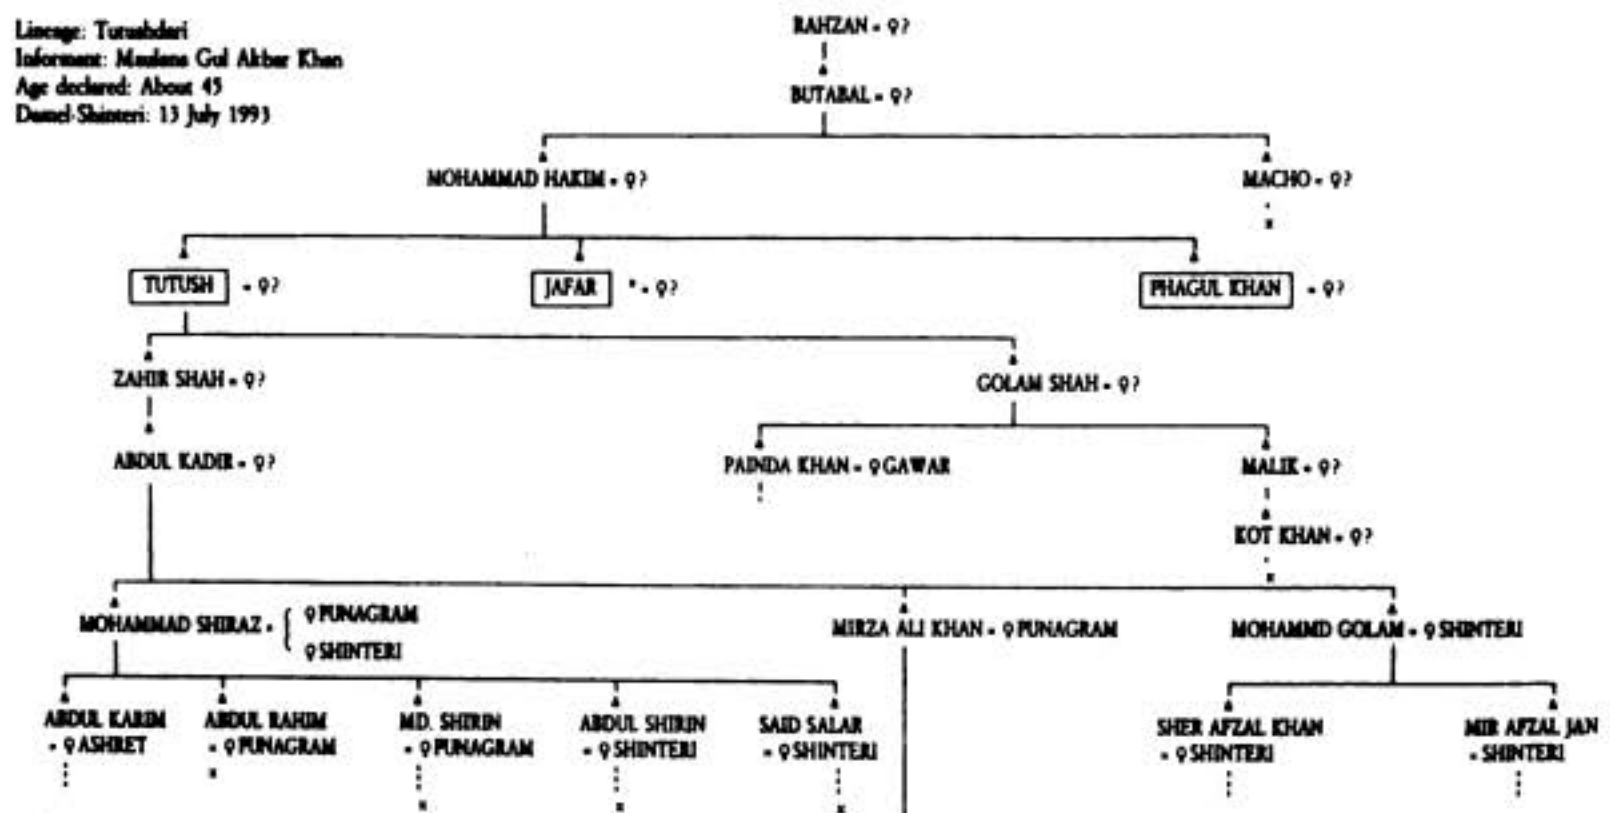 Lineage: Tutushdari
Informant: Maulana Gul Akbar Khan
Age declared: About 45
Damel-Shinteri: 13 July 1993
RAHZAN = ♀?
BUTABAL = ♀?
MOHAMMAD HAKIM = ♀?
MACHO = ♀?
x
TUTUSH = ♀?
JAFAR * = ♀?
PHAGUL KHAN = ♀?
ZAHIR SHAH = ♀?
GOLAM SHAH = ♀?
ABDUL KADIR = ♀?
PAINDA KHAN = ♀ GAWAR
MALIK = ♀?
KOT KHAN = ♀?
x
MOHAMMAD SHIRAZ = { ♀ PUNAGRAM
♀ SHINTERI
MIRZA ALI KHAN = ♀ PUNAGRAM
MOHAMMD GOLAM = ♀ SHINTERI
ABDUL KARIM
= ♀ ASHRET
ABDUL RAHIM
= ♀ PUNAGRAM
x
MD. SHIRIN
= ♀ PUNAGRAM
x
ABDUL SHIRIN
= ♀ SHINTERI
x
SAID SALAR
= ♀ SHINTERI
x
SHER AFZAL KHAN
= ♀ SHINTERI
MIR AFZAL JAN
= SHINTERI